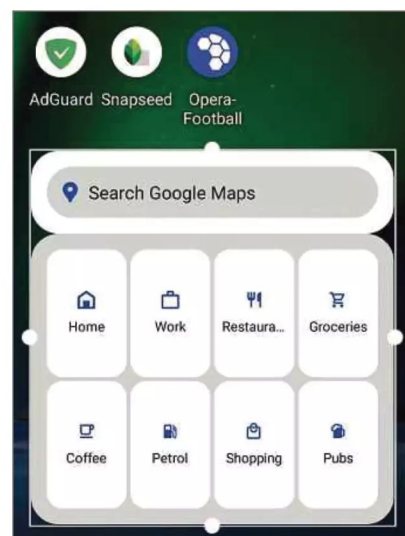 AdGuard Snapseed Opera-
Football
Search Google Maps
Home Work Restaura... Groceries
Coffee Petrol Shopping Pubs